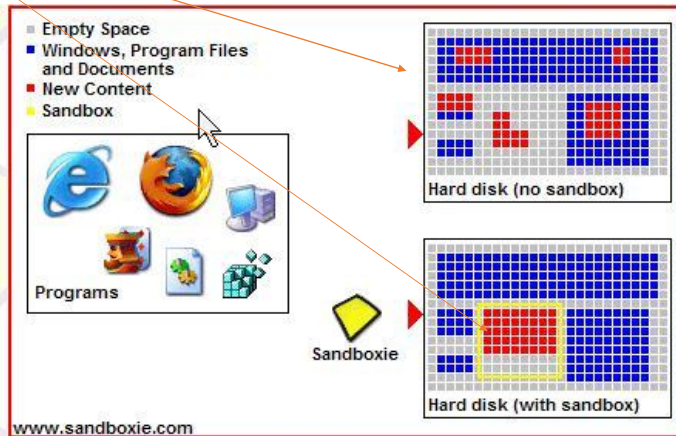 Empty Space
Windows, Program Files
and Documents
New Content
Sandbox
Programs
Hard disk (no sandbox)
Sandboxie
Hard disk (with sandbox)
www.sandboxie.com